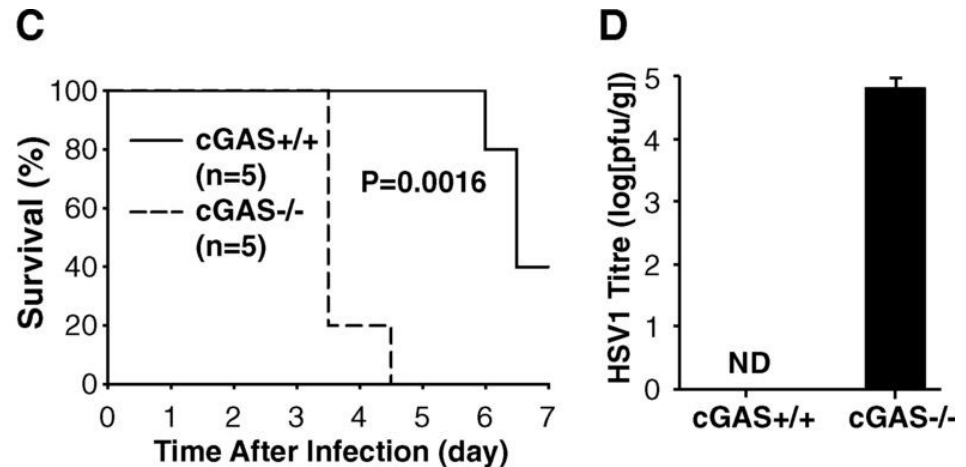 C
Survival (%)
100
80
60
40
20
0
cGAS+/+
(n=5)
cGAS-/-
(n=5)
P=0.0016
0 1 2 3 4 5 6 7
Time After Infection (day)
D
HSV1 Titre (log[pfu/g])
5
4
3
2
1
0
ND
cGAS+/+ cGAS-/-